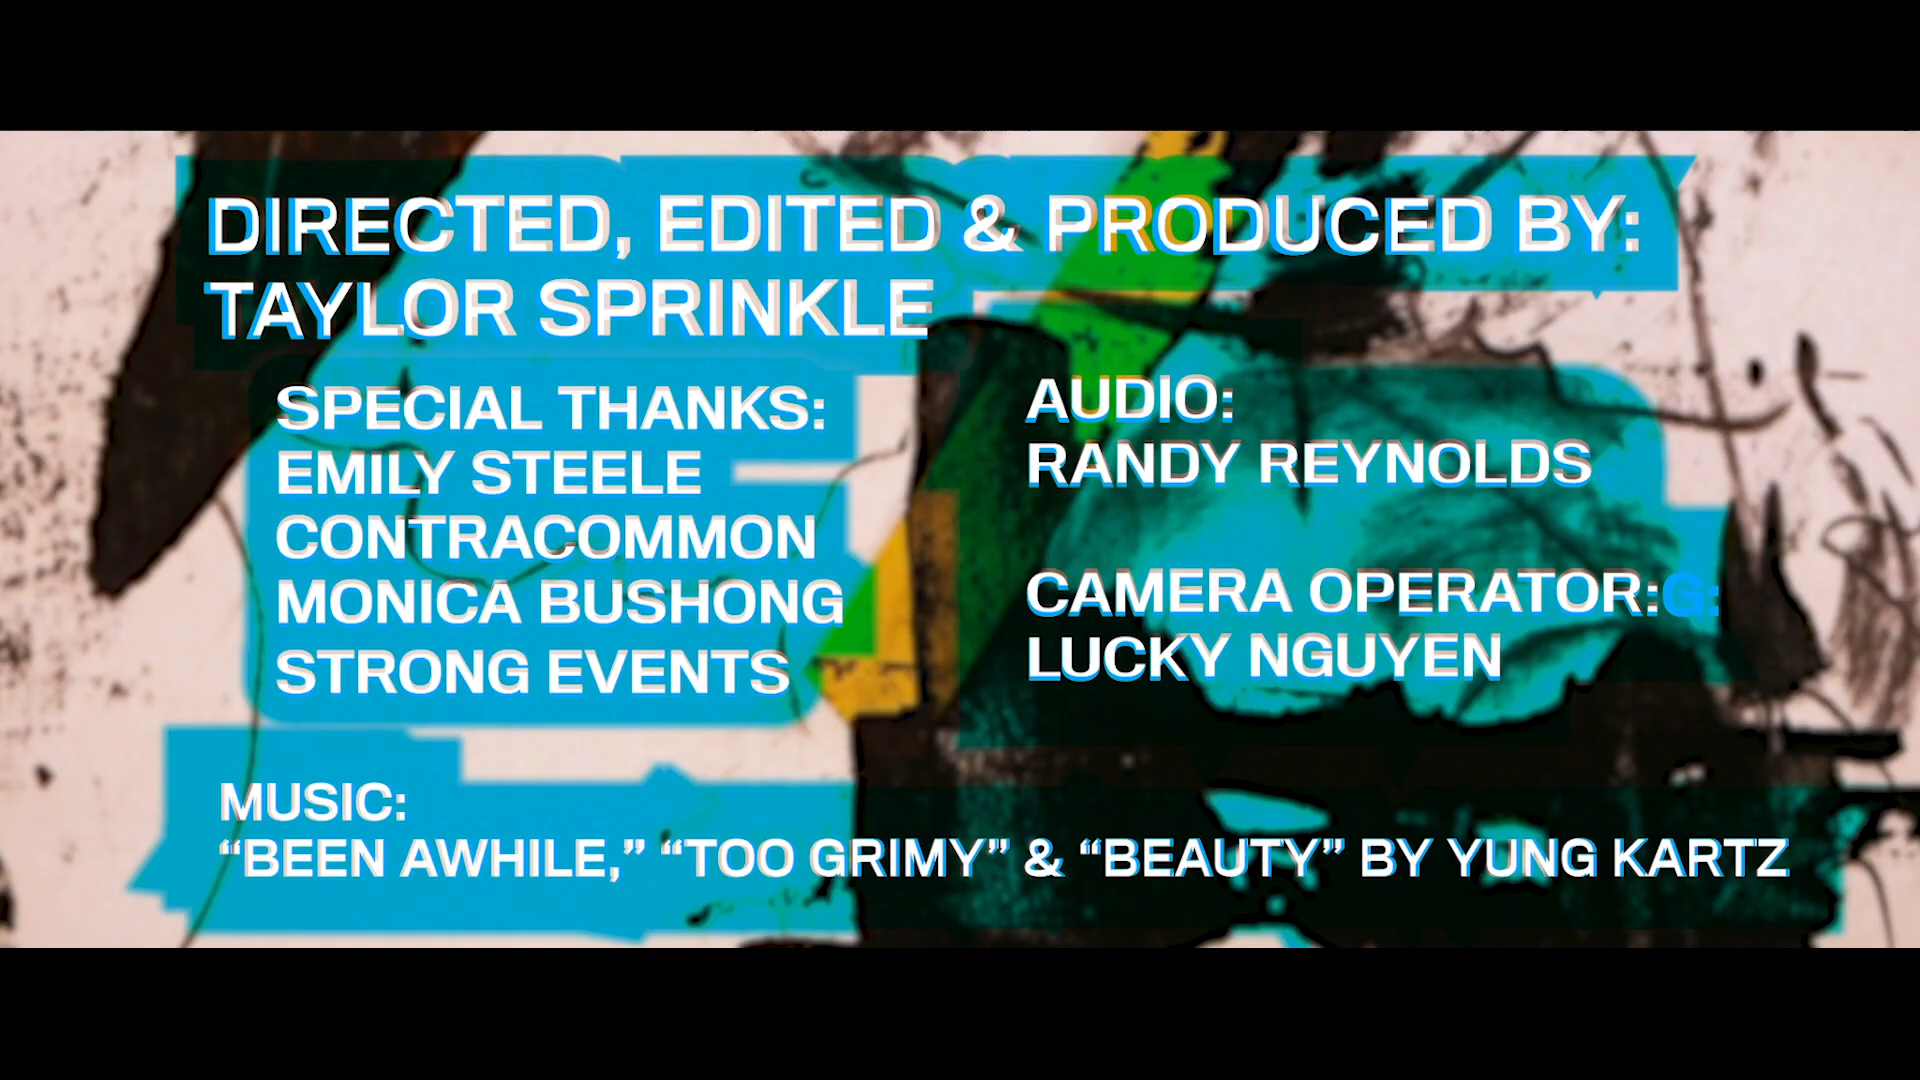 DIRECTED, EDITED & PRODUCED BY:
TAYLOR SPRINKLE
SPECIAL THANKS:
EMILY STEELE
CONTRACOMMON
MONICA BUSHONG
STRONG EVENTS
AUDIO:
RANDY REYNOLDS
CAMERA OPERATOR:G:
LUCKY NGUYEN
MUSIC:
“BEEN AWHILE,” “TOO GRIMY” & “BEAUTY” BY YUNG KARTZ